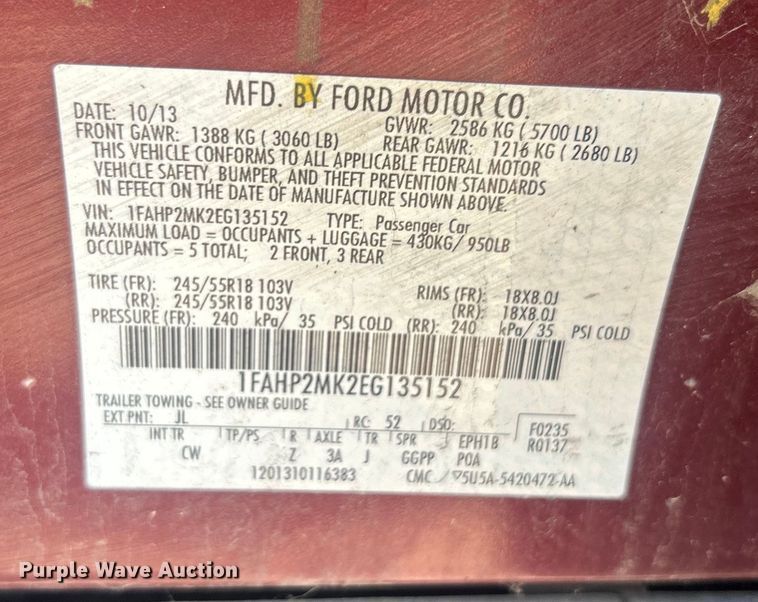 MFD. BY FORD MOTOR CO.
DATE: 10/13 GVWR: 2586 KG ( 5700 LB)
FRONT GAWR: 1388 KG ( 3060 LB) REAR GAWR: 1216 KG ( 2680 LB)
THIS VEHICLE CONFORMS TO ALL APPLICABLE FEDERAL MOTOR
VEHICLE SAFETY, BUMPER, AND THEFT PREVENTION STANDARDS
IN EFFECT ON THE DATE OF MANUFACTURE SHOWN ABOVE.
VIN: 1FAHP2MK2EG135152 TYPE: Passenger Car
MAXIMUM LOAD = OCCUPANTS + LUGGAGE = 430KG/ 950LB
OCCUPANTS = 5 TOTAL; 2 FRONT, 3 REAR
TIRE (FR): 245/55R18 103V RIMS (FR): 18X8.0J
(RR): 245/55R18 103V (RR): 18X8.0J
PRESSURE (FR): 240 kPa/ 35 PSI COLD (RR): 240 kPa/ 35 PSI COLD
1FAHP2MK2EG135152
TRAILER TOWING - SEE OWNER GUIDE
EXT PNT: JL RC: 52 DSO: F0235
INT TR TP/PS R AXLE TR SPR EPH1B R0137
CW Z 3A J GGPP POA
1201310116383 CMC 5U5A-5420472-AA
Purple Wave Auction